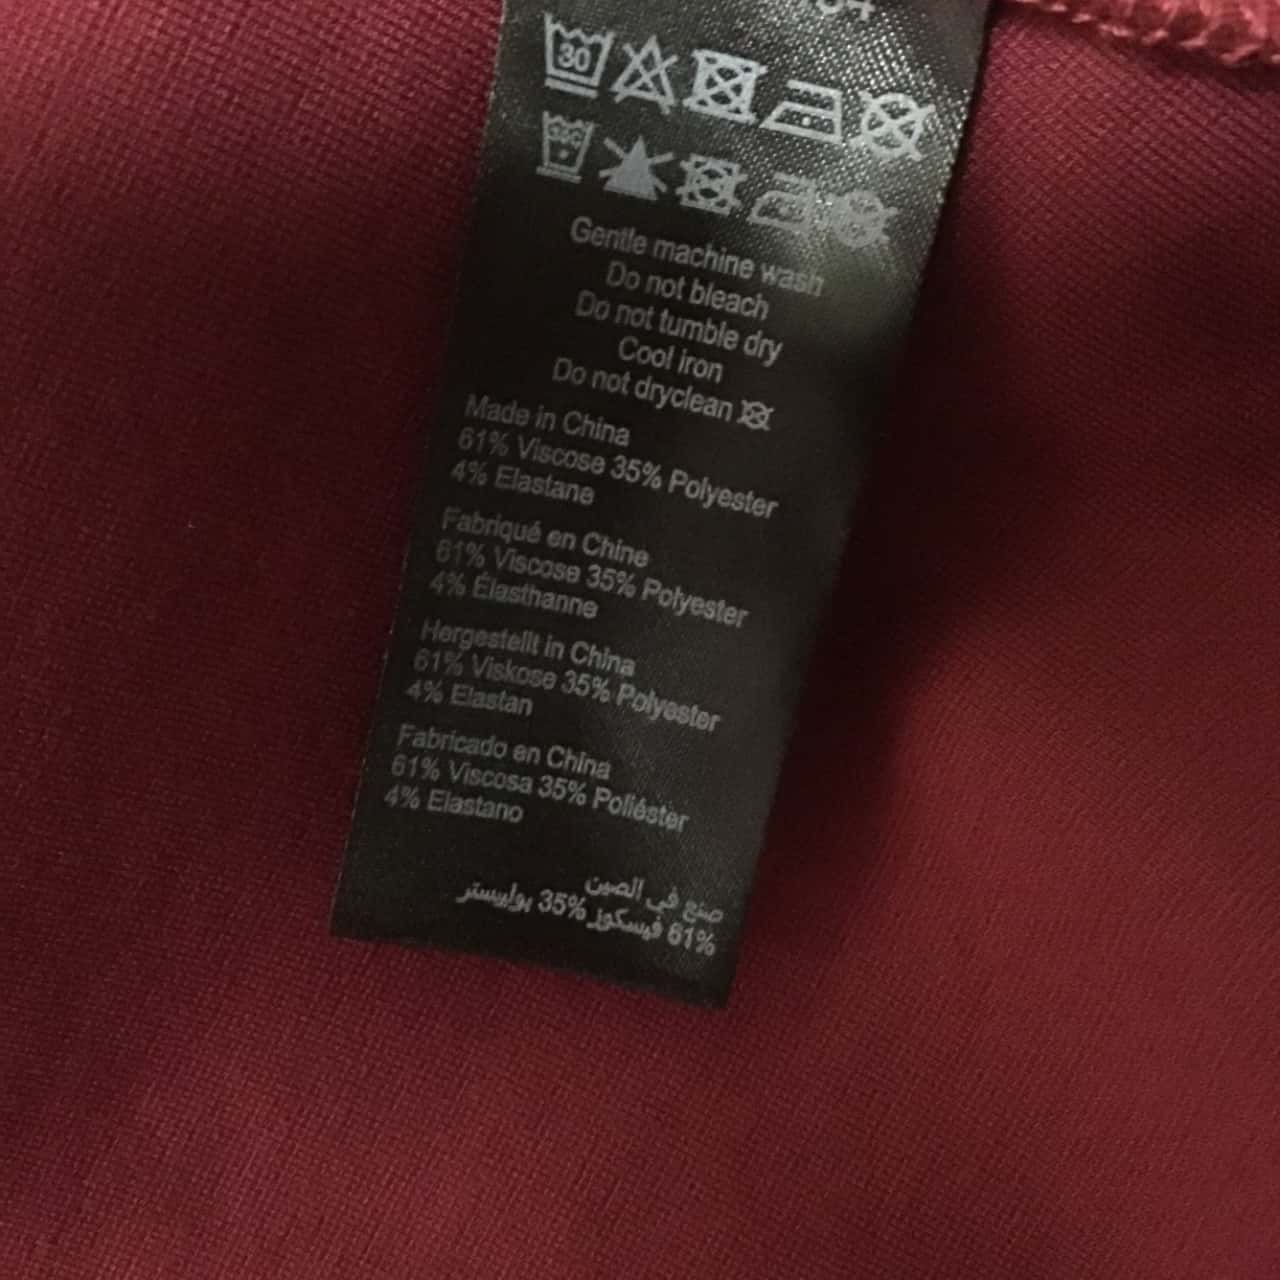 30
Gentle machine wash
Do not bleach
Do not tumble dry
Cool iron
Do not dryclean
Made in China
61% Viscose 35% Polyester
4% Elastane
Fabriqué en Chine
61% Viscose 35% Polyester
4% Élasthanne
Hergestellt in China
61% Viskose 35% Polyester
4% Elastan
Fabricado en China
61% Viscosa 35% Poliéster
4% Elastano
صنع في الصين
61% فيسكوز 35% بوليستر